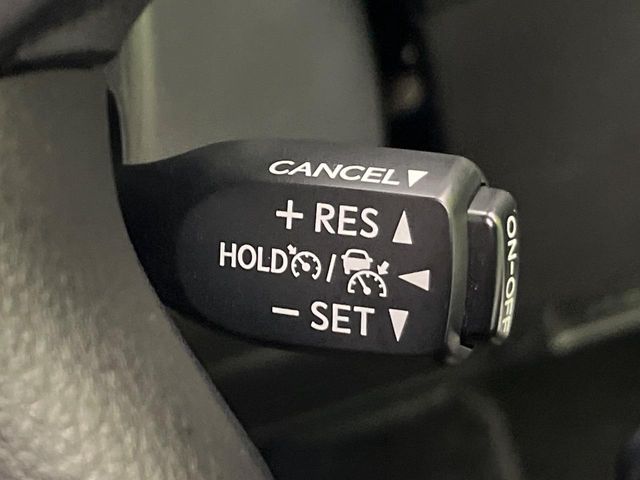 CANCEL▼
+ RES ▲
HOLD / ◀
− SET ▼
ON-OFF